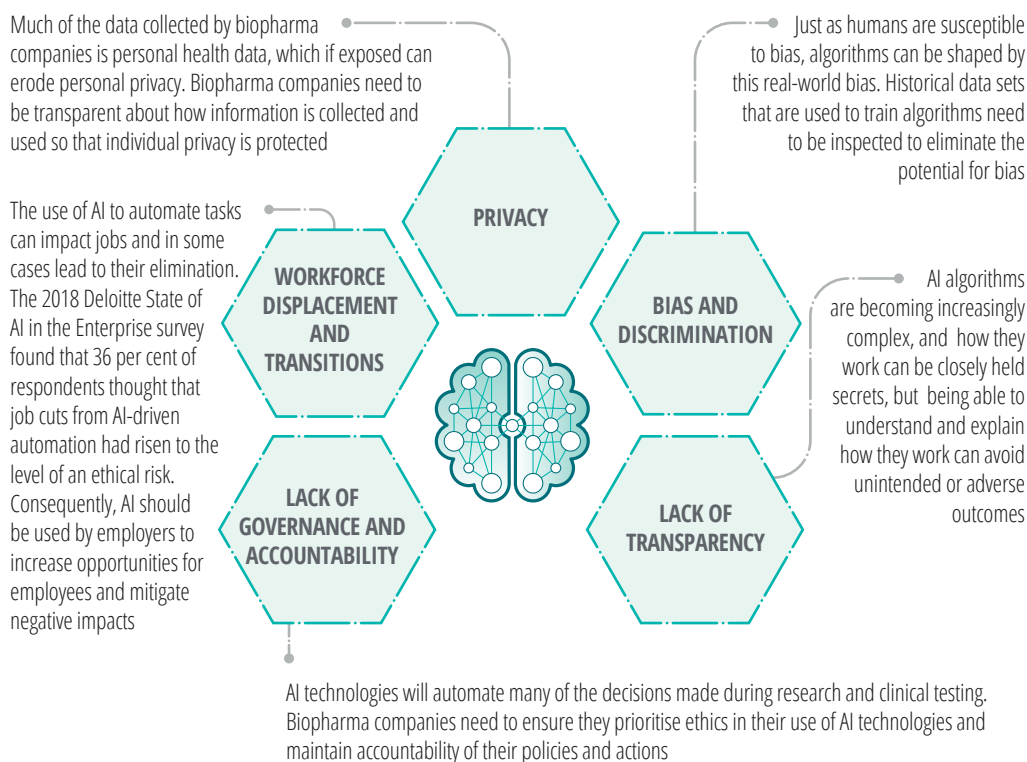 Much of the data collected by biopharma
companies is personal health data, which if exposed can
erode personal privacy. Biopharma companies need to
be transparent about how information is collected and
used so that individual privacy is protected
Just as humans are susceptible
to bias, algorithms can be shaped by
this real-world bias. Historical data sets
that are used to train algorithms need
to be inspected to eliminate the
potential for bias
PRIVACY
The use of AI to automate tasks
can impact jobs and in some
cases lead to their elimination.
The 2018 Deloitte State of
AI in the Enterprise survey
found that 36 per cent of
respondents thought that
job cuts from AI-driven
automation had risen to the
level of an ethical risk.
Consequently, AI should
be used by employers to
increase opportunities for
employees and mitigate
negative impacts
WORKFORCE
DISPLACEMENT
AND
TRANSITIONS
BIAS AND
DISCRIMINATION
AI algorithms
are becoming increasingly
complex, and how they
work can be closely held
secrets, but being able to
understand and explain
how they work can avoid
unintended or adverse
outcomes
LACK OF
GOVERNANCE AND
ACCOUNTABILITY
LACK OF
TRANSPARENCY
AI technologies will automate many of the decisions made during research and clinical testing.
Biopharma companies need to ensure they prioritise ethics in their use of AI technologies and
maintain accountability of their policies and actions